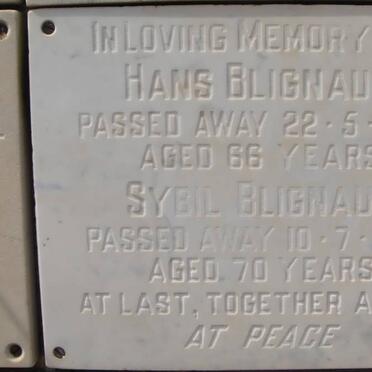 IN LOVING MEMORY
HANS BLIGNAU
PASSED AWAY 22 · 5 ·
AGED 66 YEARS
SYBIL BLIGNAU
PASSED AWAY 10 · 7 ·
AGED 70 YEARS
AT LAST, TOGETHER A
AT PEACE